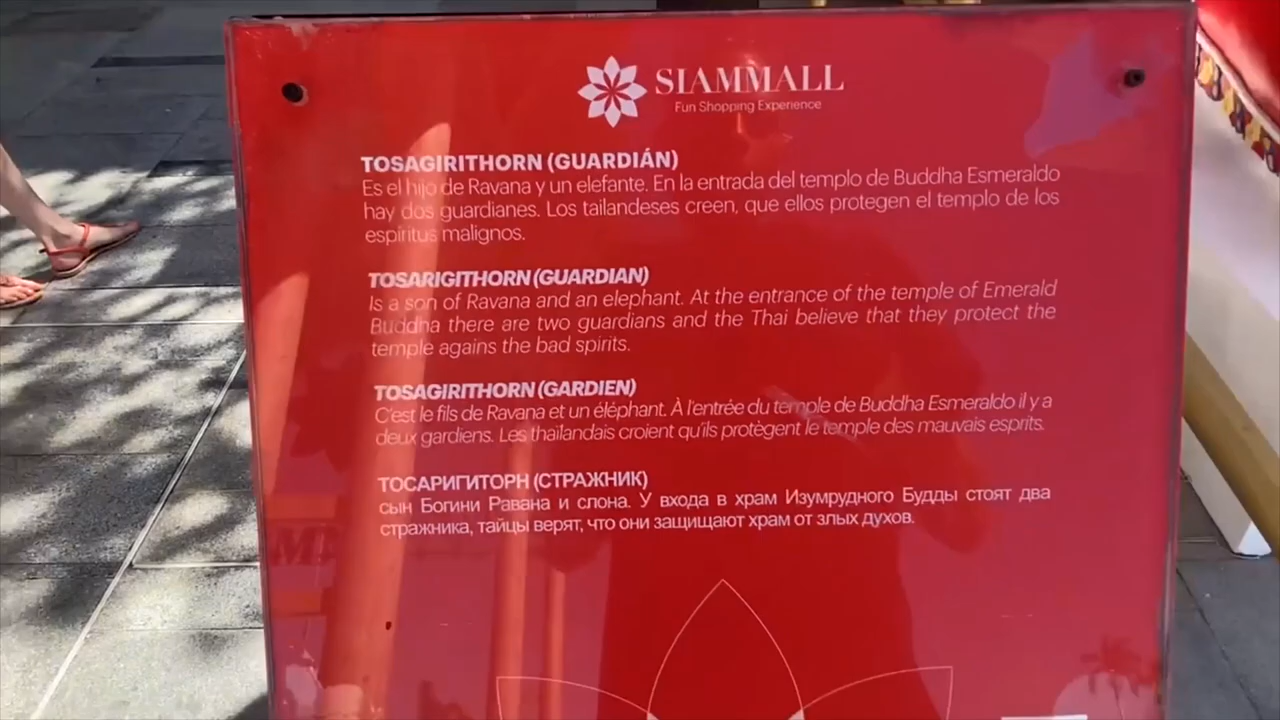 SIAMMALL
Fun Shopping Experience
TOSAGIRITHORN (GUARDIÁN)
Es el hijo de Ravana y un elefante. En la entrada del templo de Buddha Esmeraldo
hay dos guardianes. Los tailandeses creen, que ellos protegen el templo de los
espíritus malignos.
TOSARIGITHORN (GUARDIAN)
Is a son of Ravana and an elephant. At the entrance of the temple of Emerald
Buddha there are two guardians and the Thai believe that they protect the
temple agains the bad spirits.
TOSAGIRITHORN (GARDIEN)
C'est le fils de Ravana et un éléphant. À l'entrée du temple de Buddha Esmeraldo il y a
deux gardiens. Les thaïlandais croient qu'ils protègent le temple des mauvais esprits.
ТОСАРИГИТОРН (СТРАЖНИК)
сын Богини Равана и слона. У входа в храм Изумрудного Будды стоят два
стражника, тайцы верят, что они защищают храм от злых духов.